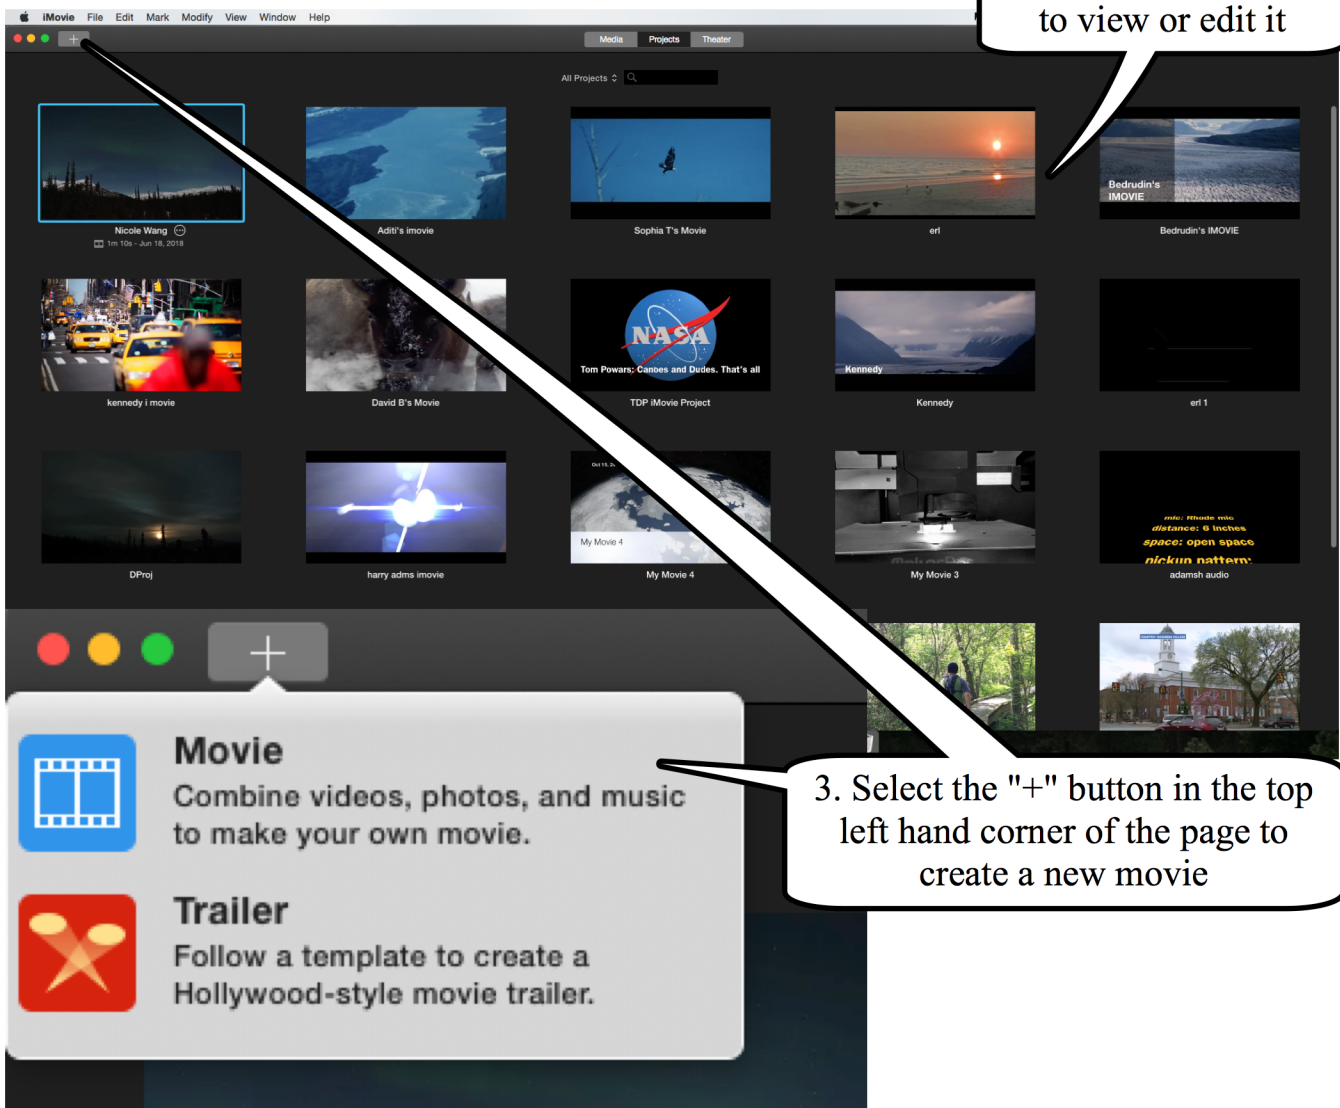 iMovie File Edit Mark Modify View Window Help
to view or edit it
Media Projects Theater
All Projects
Bedrudin's
IMOVIE
Nicole Wang
1m 10s - Jun 18, 2018
Aditi's imovie
Sophia T's Movie
erl
Bedrudin's IMOVIE
NASA
Tom Powars: Canoes and Dudes. That's all
Kennedy
kennedy i movie
David B's Movie
TDP iMovie Project
Kennedy
erl 1
Oct 15, 2
My Movie 4
mic: Rhode mic
distance: 6 inches
space: open space
pickup pattern:
DProj
harry adms imovie
My Movie 4
My Movie 3
adamsh audio
+
Movie
Combine videos, photos, and music
to make your own movie.
3. Select the "+" button in the top
left hand corner of the page to
create a new movie
Trailer
Follow a template to create a
Hollywood-style movie trailer.